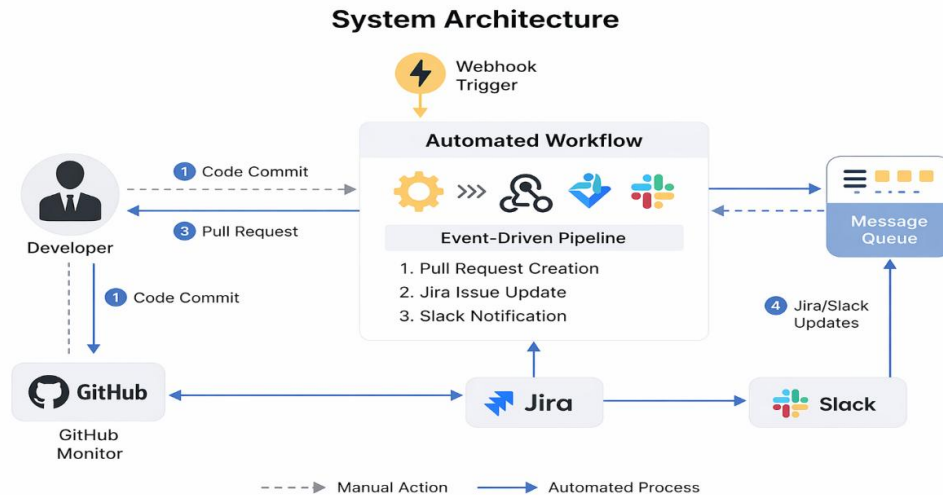 System Architecture
Webhook
Trigger
Automated Workflow
1 Code Commit
3 Pull Request
Developer
Event-Driven Pipeline
1. Pull Request Creation
2. Jira Issue Update
3. Slack Notification
Message
Queue
1 Code Commit
4 Jira/Slack
Updates
GitHub
Jira
Slack
GitHub
Monitor
Manual Action
Automated Process